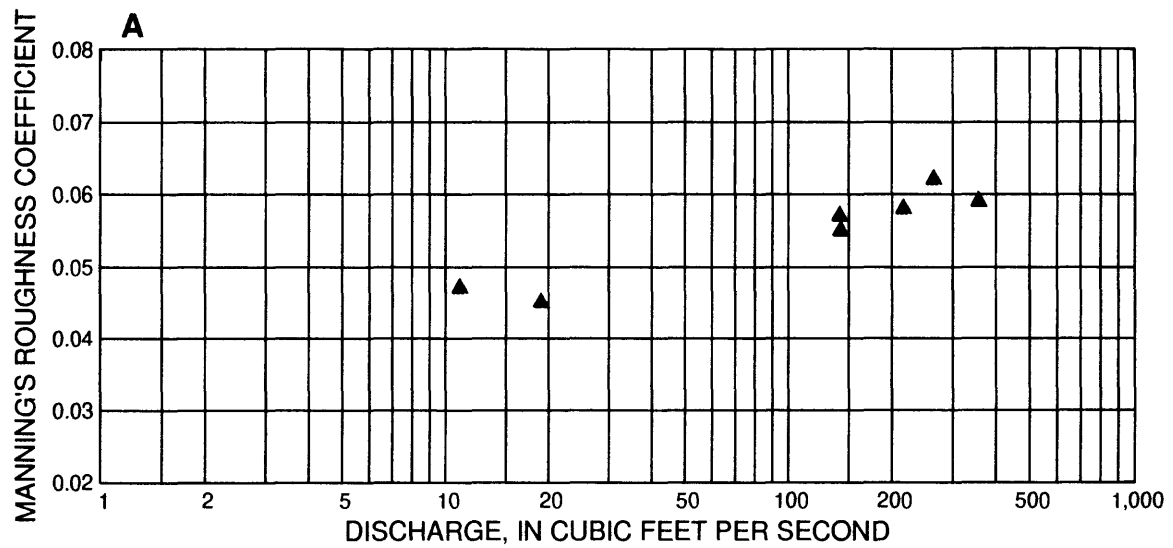 A
MANNING'S ROUGHNESS COEFFICIENT
0.08
0.07
0.06
0.05
0.04
0.03
0.02
1 2 5 10 20 50 100 200 500 1,000
DISCHARGE, IN CUBIC FEET PER SECOND